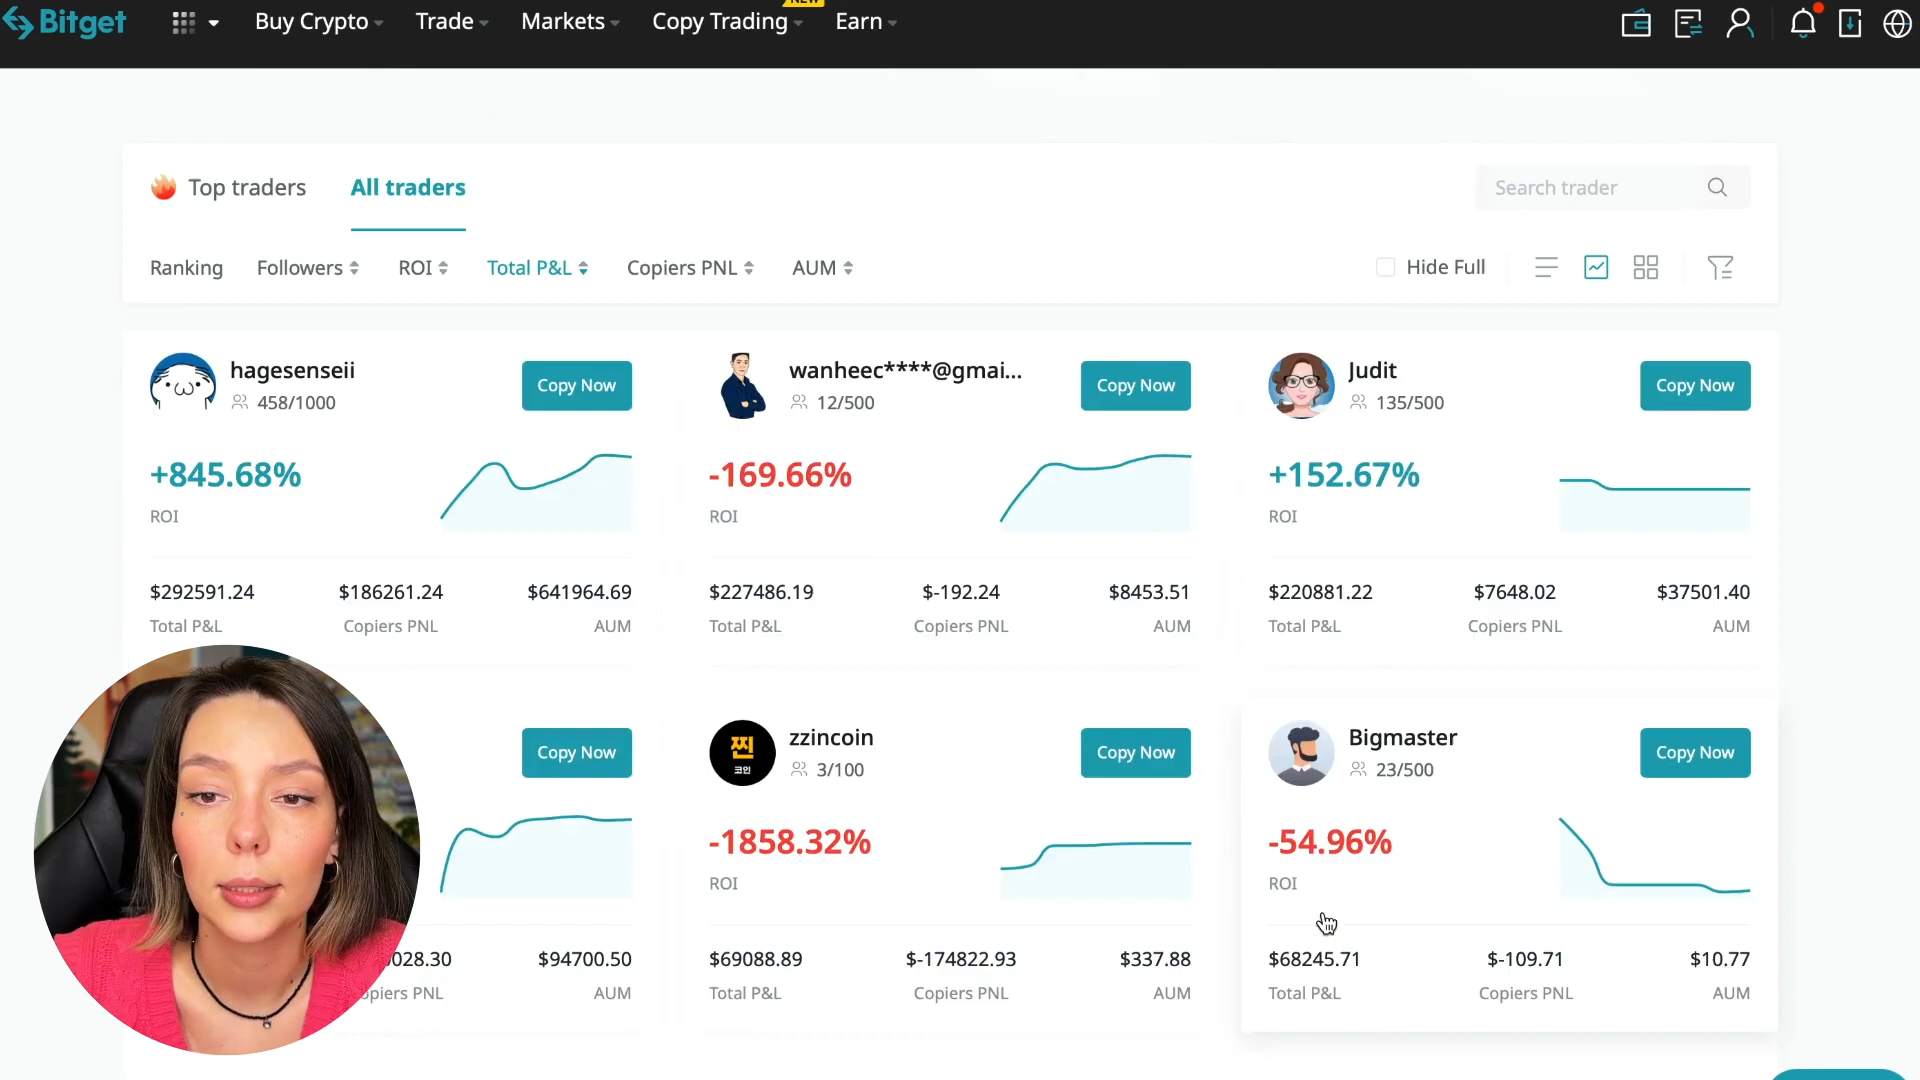 Bitget
Buy Crypto
Trade
Markets
Copy Trading
NEW
Earn
Top traders
All traders
Search trader
Ranking
Followers
ROI
Total P&L
Copiers PNL
AUM
Hide Full
hagesenseii
458/1000
Copy Now
+845.68%
ROI
$292591.24
$186261.24
$641964.69
Total P&L
Copiers PNL
AUM
wanheec****@gmai...
12/500
Copy Now
-169.66%
ROI
$227486.19
$-192.24
$8453.51
Total P&L
Copiers PNL
AUM
Judit
135/500
Copy Now
+152.67%
ROI
$220881.22
$7648.02
$37501.40
Total P&L
Copiers PNL
AUM
Copy Now
028.30
$94700.50
opiers PNL
AUM
찐
코인
zzincoin
3/100
Copy Now
-1858.32%
ROI
$69088.89
$-174822.93
$337.88
Total P&L
Copiers PNL
AUM
Bigmaster
23/500
Copy Now
-54.96%
ROI
$68245.71
$-109.71
$10.77
Total P&L
Copiers PNL
AUM